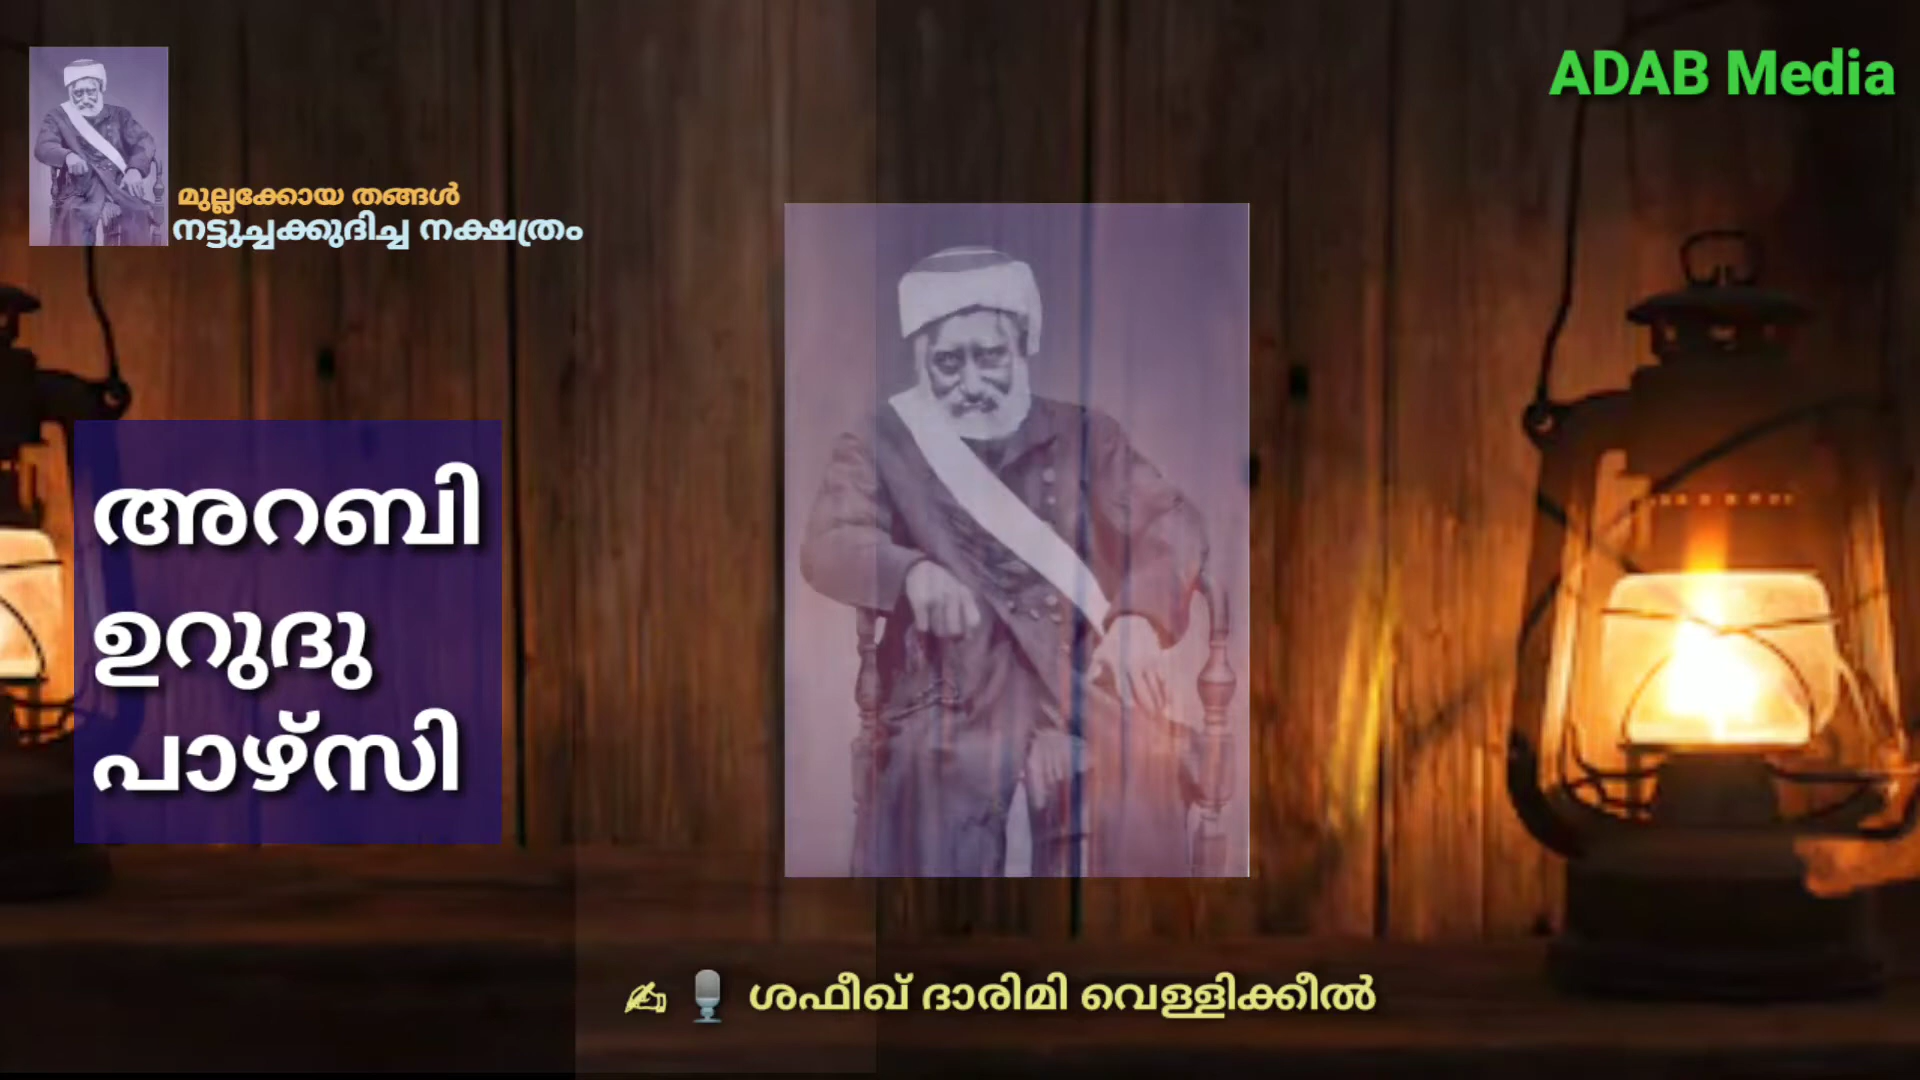 ADAB Media
മുല്ലക്കോയ തങ്ങൾ
നട്ടുച്ചക്കുദിച്ച നക്ഷത്രം
അറബി
ഉറുദു
പാഴ്സി
✍️ 🎙️ ശഫീഖ് ദാരിമി വെള്ളിക്കീൽ